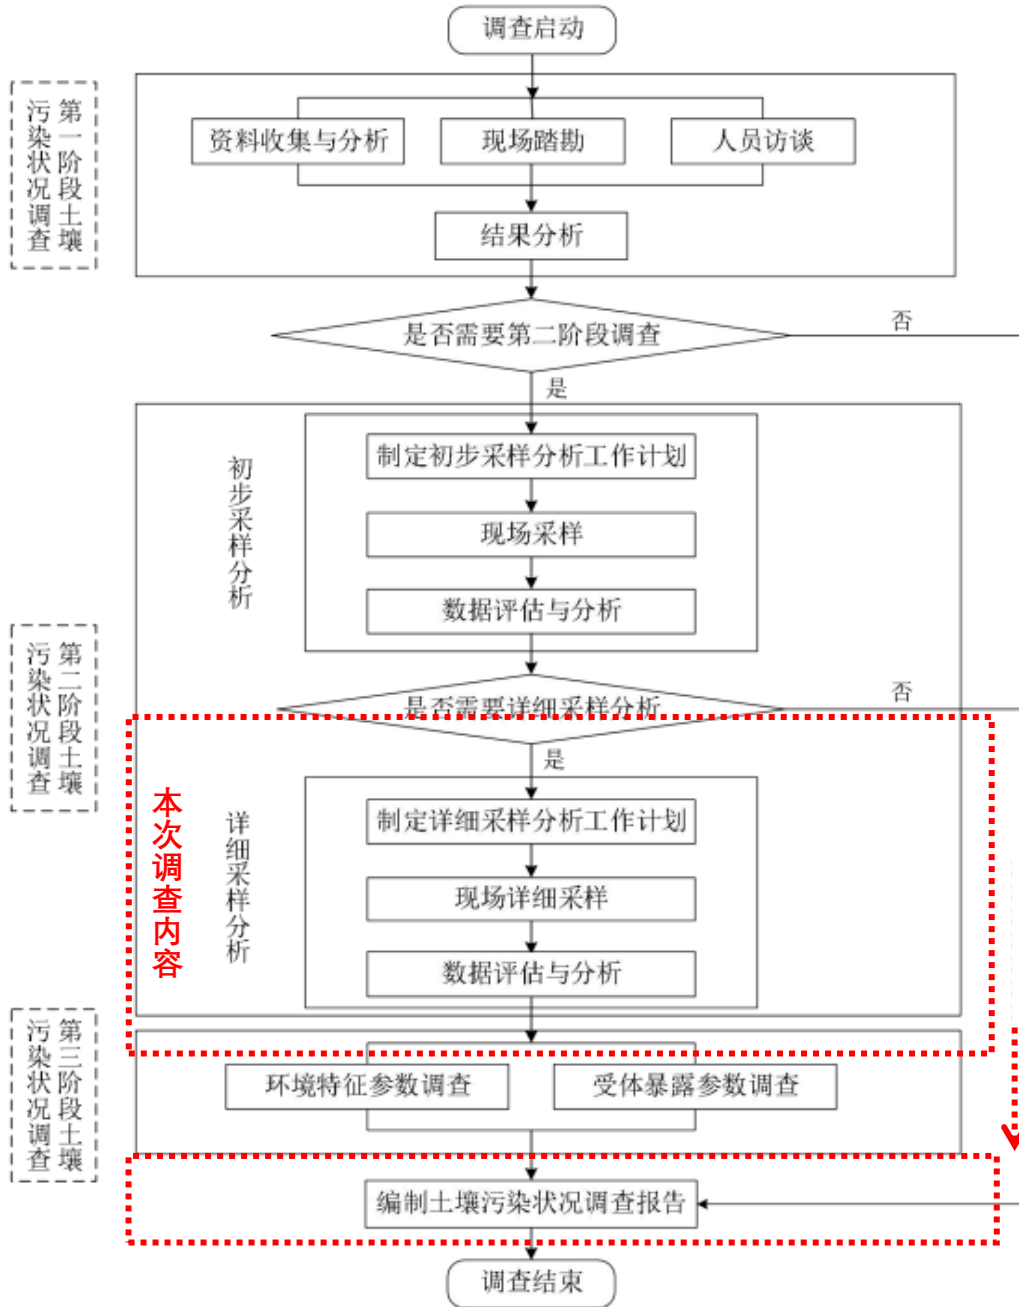 调查启动
第一阶段土壤
污染状况调查
资料收集与分析
现场踏勘
人员访谈
结果分析
是否需要第二阶段调查
否
是
初步采样分析
制定初步采样分析工作计划
现场采样
数据评估与分析
第二阶段土壤
污染状况调查
是否需要详细采样分析
否
是
本次调查内容
详细采样分析
制定详细采样分析工作计划
现场详细采样
数据评估与分析
第三阶段土壤
污染状况调查
环境特征参数调查
受体暴露参数调查
编制土壤污染状况调查报告
调查结束